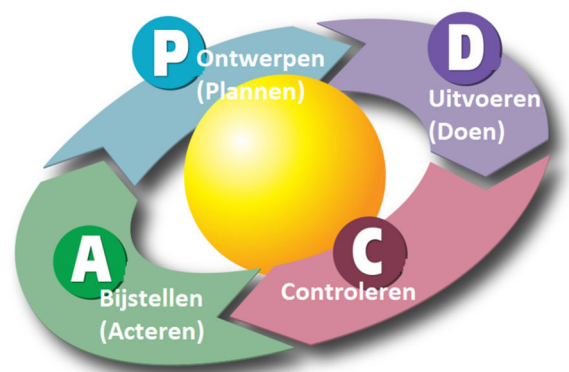 P
Ontwerpen
(Plannen)
D
Uitvoeren
(Doen)
C
Controleren
A
Bijstellen
(Acteren)